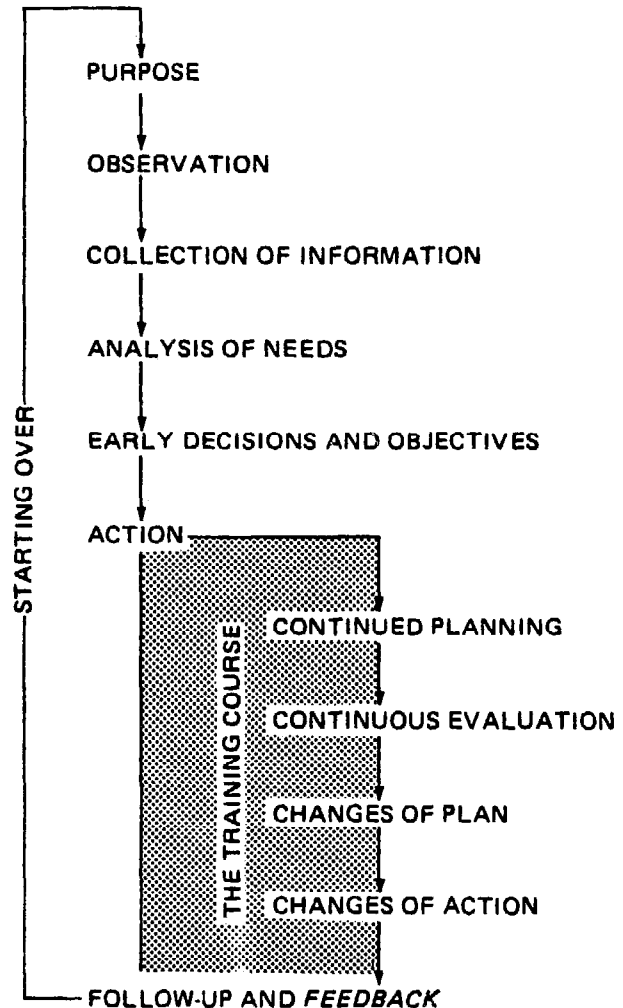 PURPOSE
OBSERVATION
COLLECTION OF INFORMATION
ANALYSIS OF NEEDS
EARLY DECISIONS AND OBJECTIVES
STARTING OVER
ACTION
THE TRAINING COURSE
CONTINUED PLANNING
CONTINUOUS EVALUATION
CHANGES OF PLAN
CHANGES OF ACTION
FOLLOW-UP AND FEEDBACK